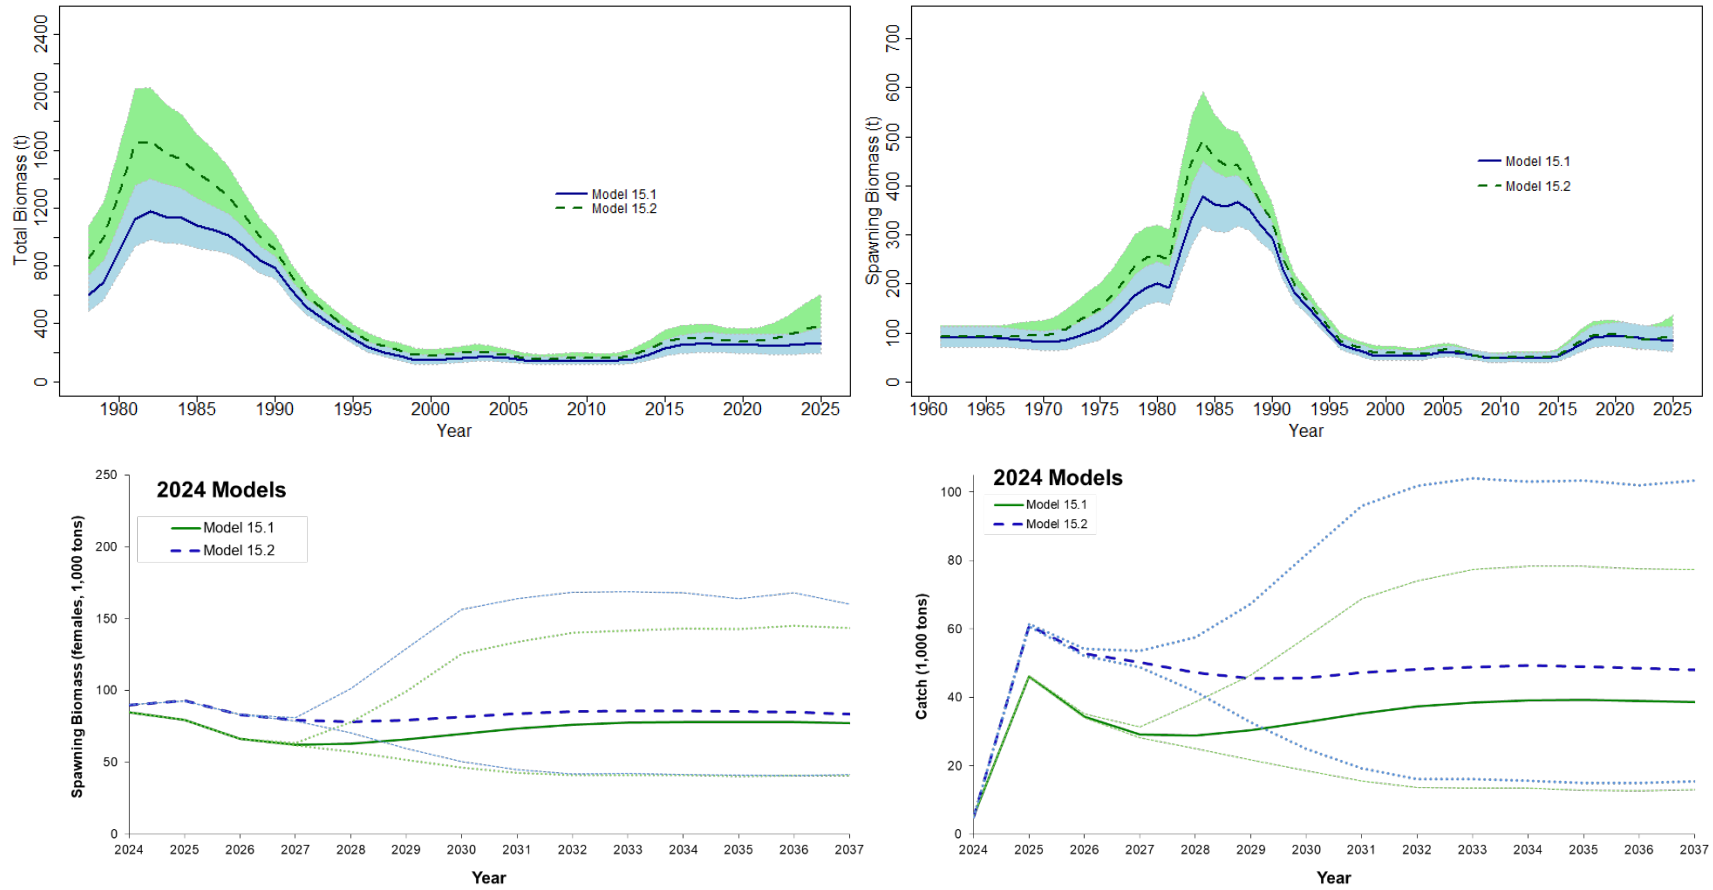 Total Biomass (t)
2400
2000
1600
1200
800
400
0
Model 15.1
Model 15.2
1980 1985 1990 1995 2000 2005 2010 2015 2020 2025
Year
Spawning Biomass (t)
700
600
500
400
300
200
100
0
Model 15.1
Model 15.2
1960 1965 1970 1975 1980 1985 1990 1995 2000 2005 2010 2015 2020 2025
Year
2024 Models
Model 15.1
Model 15.2
Spawning Biomass (females, 1,000 tons)
250
200
150
100
50
0
2024 2025 2026 2027 2028 2029 2030 2031 2032 2033 2034 2035 2036 2037
Year
2024 Models
Model 15.1
Model 15.2
Catch (1,000 tons)
100
80
60
40
20
0
2024 2025 2026 2027 2028 2029 2030 2031 2032 2033 2034 2035 2036 2037
Year